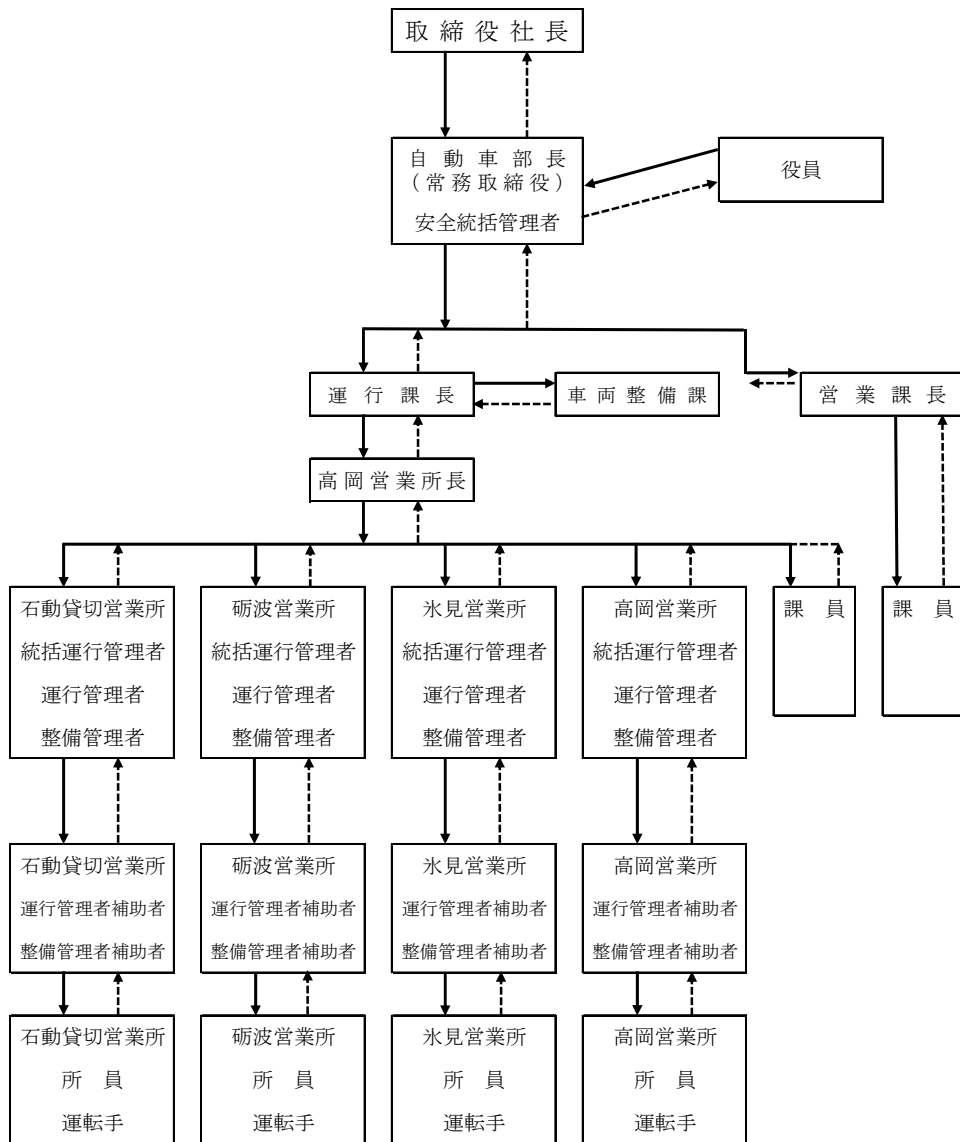 取締役社長
自動車部長
(常務取締役)
安全統括管理者
役員
運行課長
車両整備課
営業課長
高岡営業所長
石動貸切営業所
統括運行管理者
運行管理者
整備管理者
砺波営業所
統括運行管理者
運行管理者
整備管理者
氷見営業所
統括運行管理者
運行管理者
整備管理者
高岡営業所
統括運行管理者
運行管理者
整備管理者
課員
課員
石動貸切営業所
運行管理者補助者
整備管理者補助者
砺波営業所
運行管理者補助者
整備管理者補助者
氷見営業所
運行管理者補助者
整備管理者補助者
高岡営業所
運行管理者補助者
整備管理者補助者
石動貸切営業所
所員
運転手
砺波営業所
所員
運転手
氷見営業所
所員
運転手
高岡営業所
所員
運転手